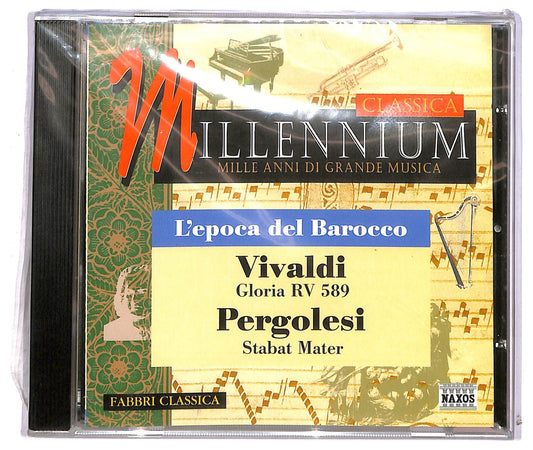 CLASSICA
MILLENNIUM
MILLE ANNI DI GRANDE MUSICA
L'epoca del Barocco
Vivaldi
Gloria RV 589
Pergolesi
Stabat Mater
FABBRI CLASSICA
NAXOS